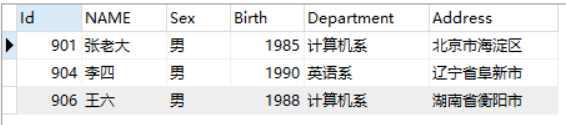 Id NAME Sex Birth Department Address
901 张老大 男 1985 计算机系 北京市海淀区
904 李四 男 1990 英语系 辽宁省阜新市
906 王六 男 1988 计算机系 湖南省衡阳市